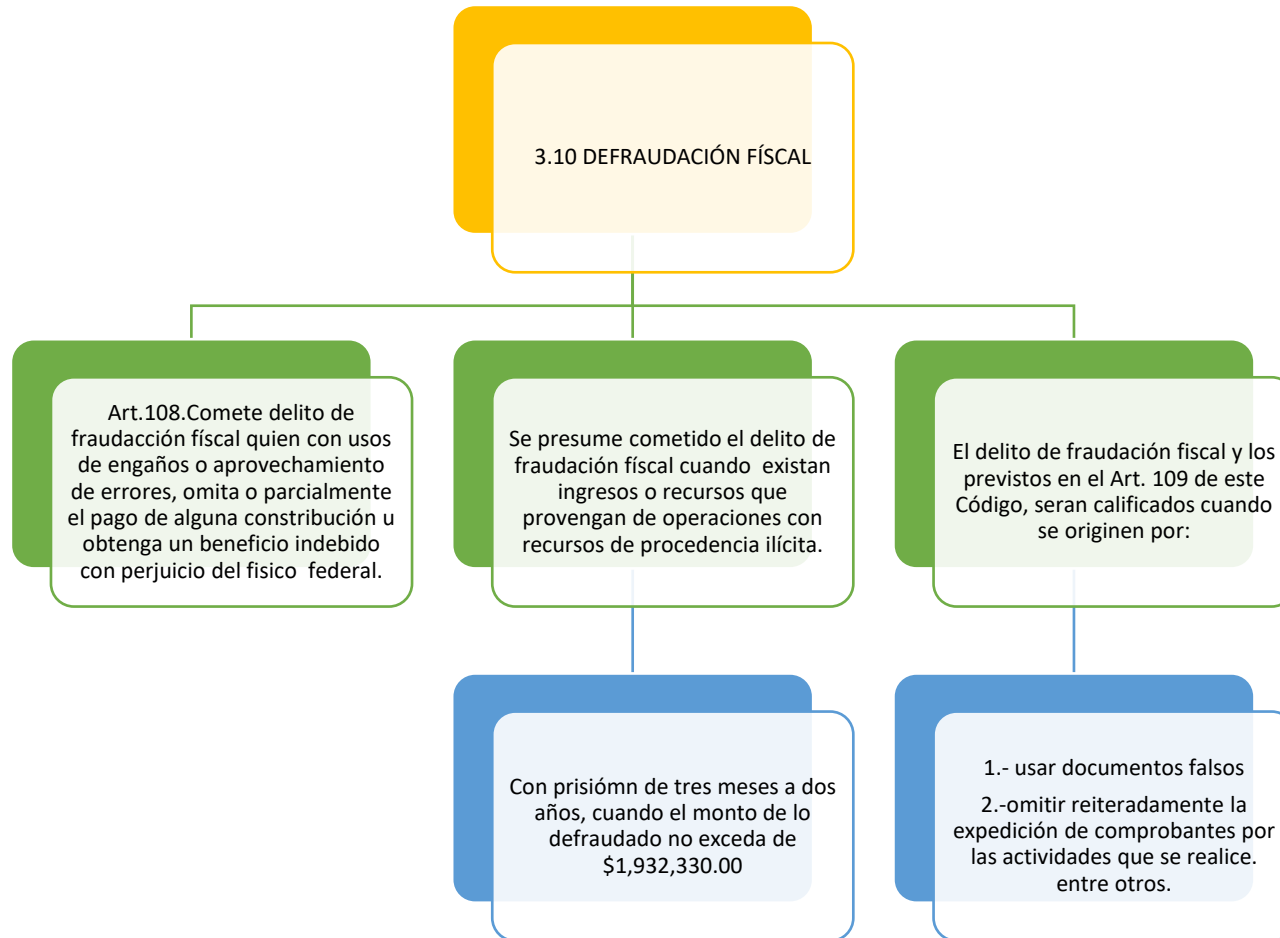 3.10 DEFRAUDACIÓN FÍSCAL
Art.108.Comete delito de
fraudacción físcal quien con usos
de engaños o aprovechamiento
de errores, omita o parcialmente
el pago de alguna constribución u
obtenga un beneficio indebido
con perjuicio del fisico federal.
Se presume cometido el delito de
fraudación físcal cuando existan
ingresos o recursos que
provengan de operaciones con
recursos de procedencia ilícita.
El delito de fraudación fiscal y los
previstos en el Art. 109 de este
Código, seran calificados cuando
se originen por:
Con prisiómn de tres meses a dos
años, cuando el monto de lo
defraudado no exceda de
$1,932,330.00
1.- usar documentos falsos
2.-omitir reiteradamente la
expedición de comprobantes por
las actividades que se realice.
entre otros.